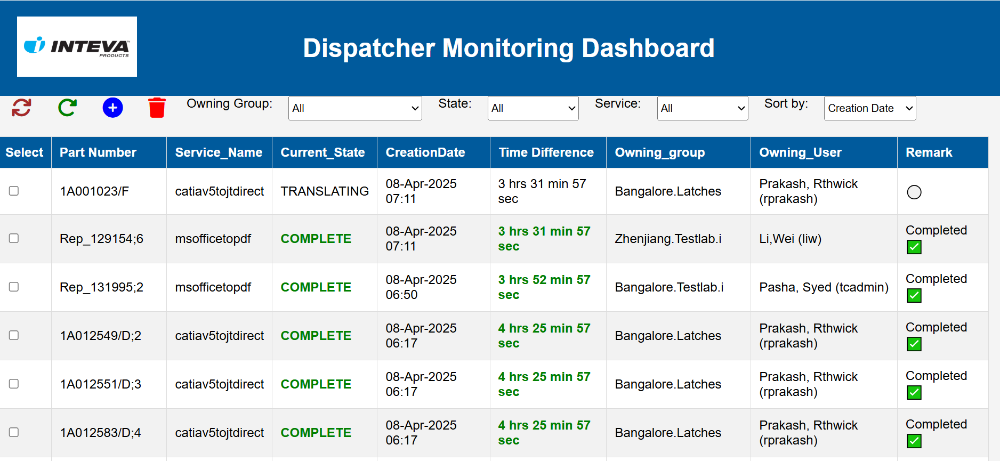 INTEVA™
PRODUCTS
Dispatcher Monitoring Dashboard
Owning Group: All State: All Service: All Sort by: Creation Date
Select Part Number Service_Name Current_State CreationDate Time Difference Owning_group Owning_User Remark
1A001023/F catiav5tojtdirect TRANSLATING 08-Apr-2025 07:11 3 hrs 31 min 57 sec Bangalore.Latches Prakash, Rthwick (rprakash)
Rep_129154;6 msofficetopdf COMPLETE 08-Apr-2025 07:11 3 hrs 31 min 57 sec Zhenjiang.Testlab.i Li,Wei (liw) Completed
Rep_131995;2 msofficetopdf COMPLETE 08-Apr-2025 06:50 3 hrs 52 min 57 sec Bangalore.Testlab.i Pasha, Syed (tcadmin) Completed
1A012549/D;2 catiav5tojtdirect COMPLETE 08-Apr-2025 06:17 4 hrs 25 min 57 sec Bangalore.Latches Prakash, Rthwick (rprakash) Completed
1A012551/D;3 catiav5tojtdirect COMPLETE 08-Apr-2025 06:17 4 hrs 25 min 57 sec Bangalore.Latches Prakash, Rthwick (rprakash) Completed
1A012583/D;4 catiav5tojtdirect COMPLETE 08-Apr-2025 06:17 4 hrs 25 min 57 sec Bangalore.Latches Prakash, Rthwick (rprakash) Completed